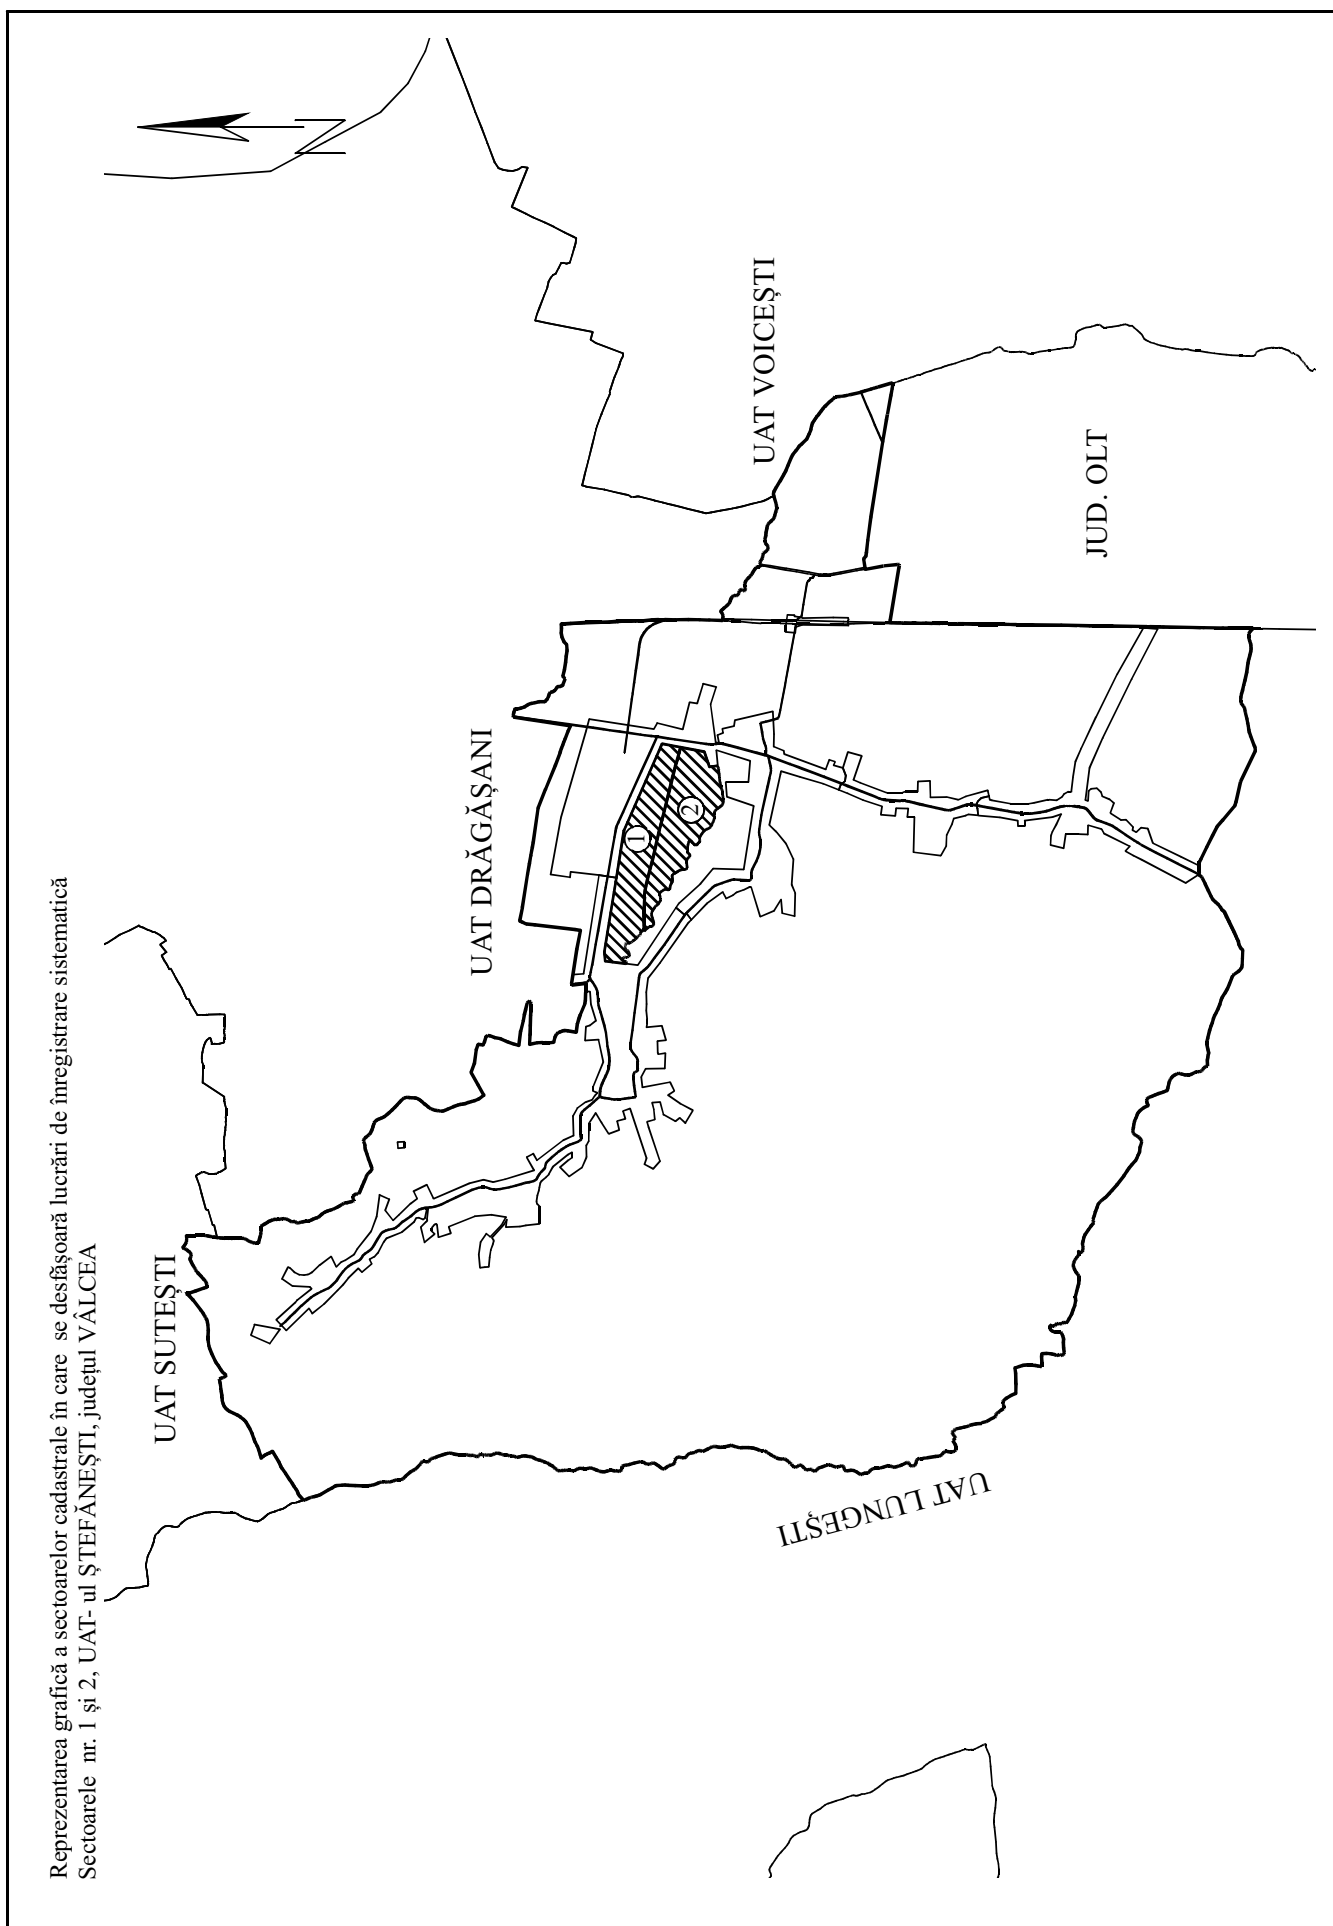 Reprezentarea grafică a sectoarelor cadastrale în care se desfășoară lucrări de înregistrare sistematică
Sectoarele nr. 1 și 2, UAT- ul ȘTEFĂNEȘTI, județul VÂLCEA
N
UAT SUTEȘTI
UAT DRĂGĂȘANI
UAT VOICEȘTI
1
2
JUD. OLT
UAT LUNGEȘTI